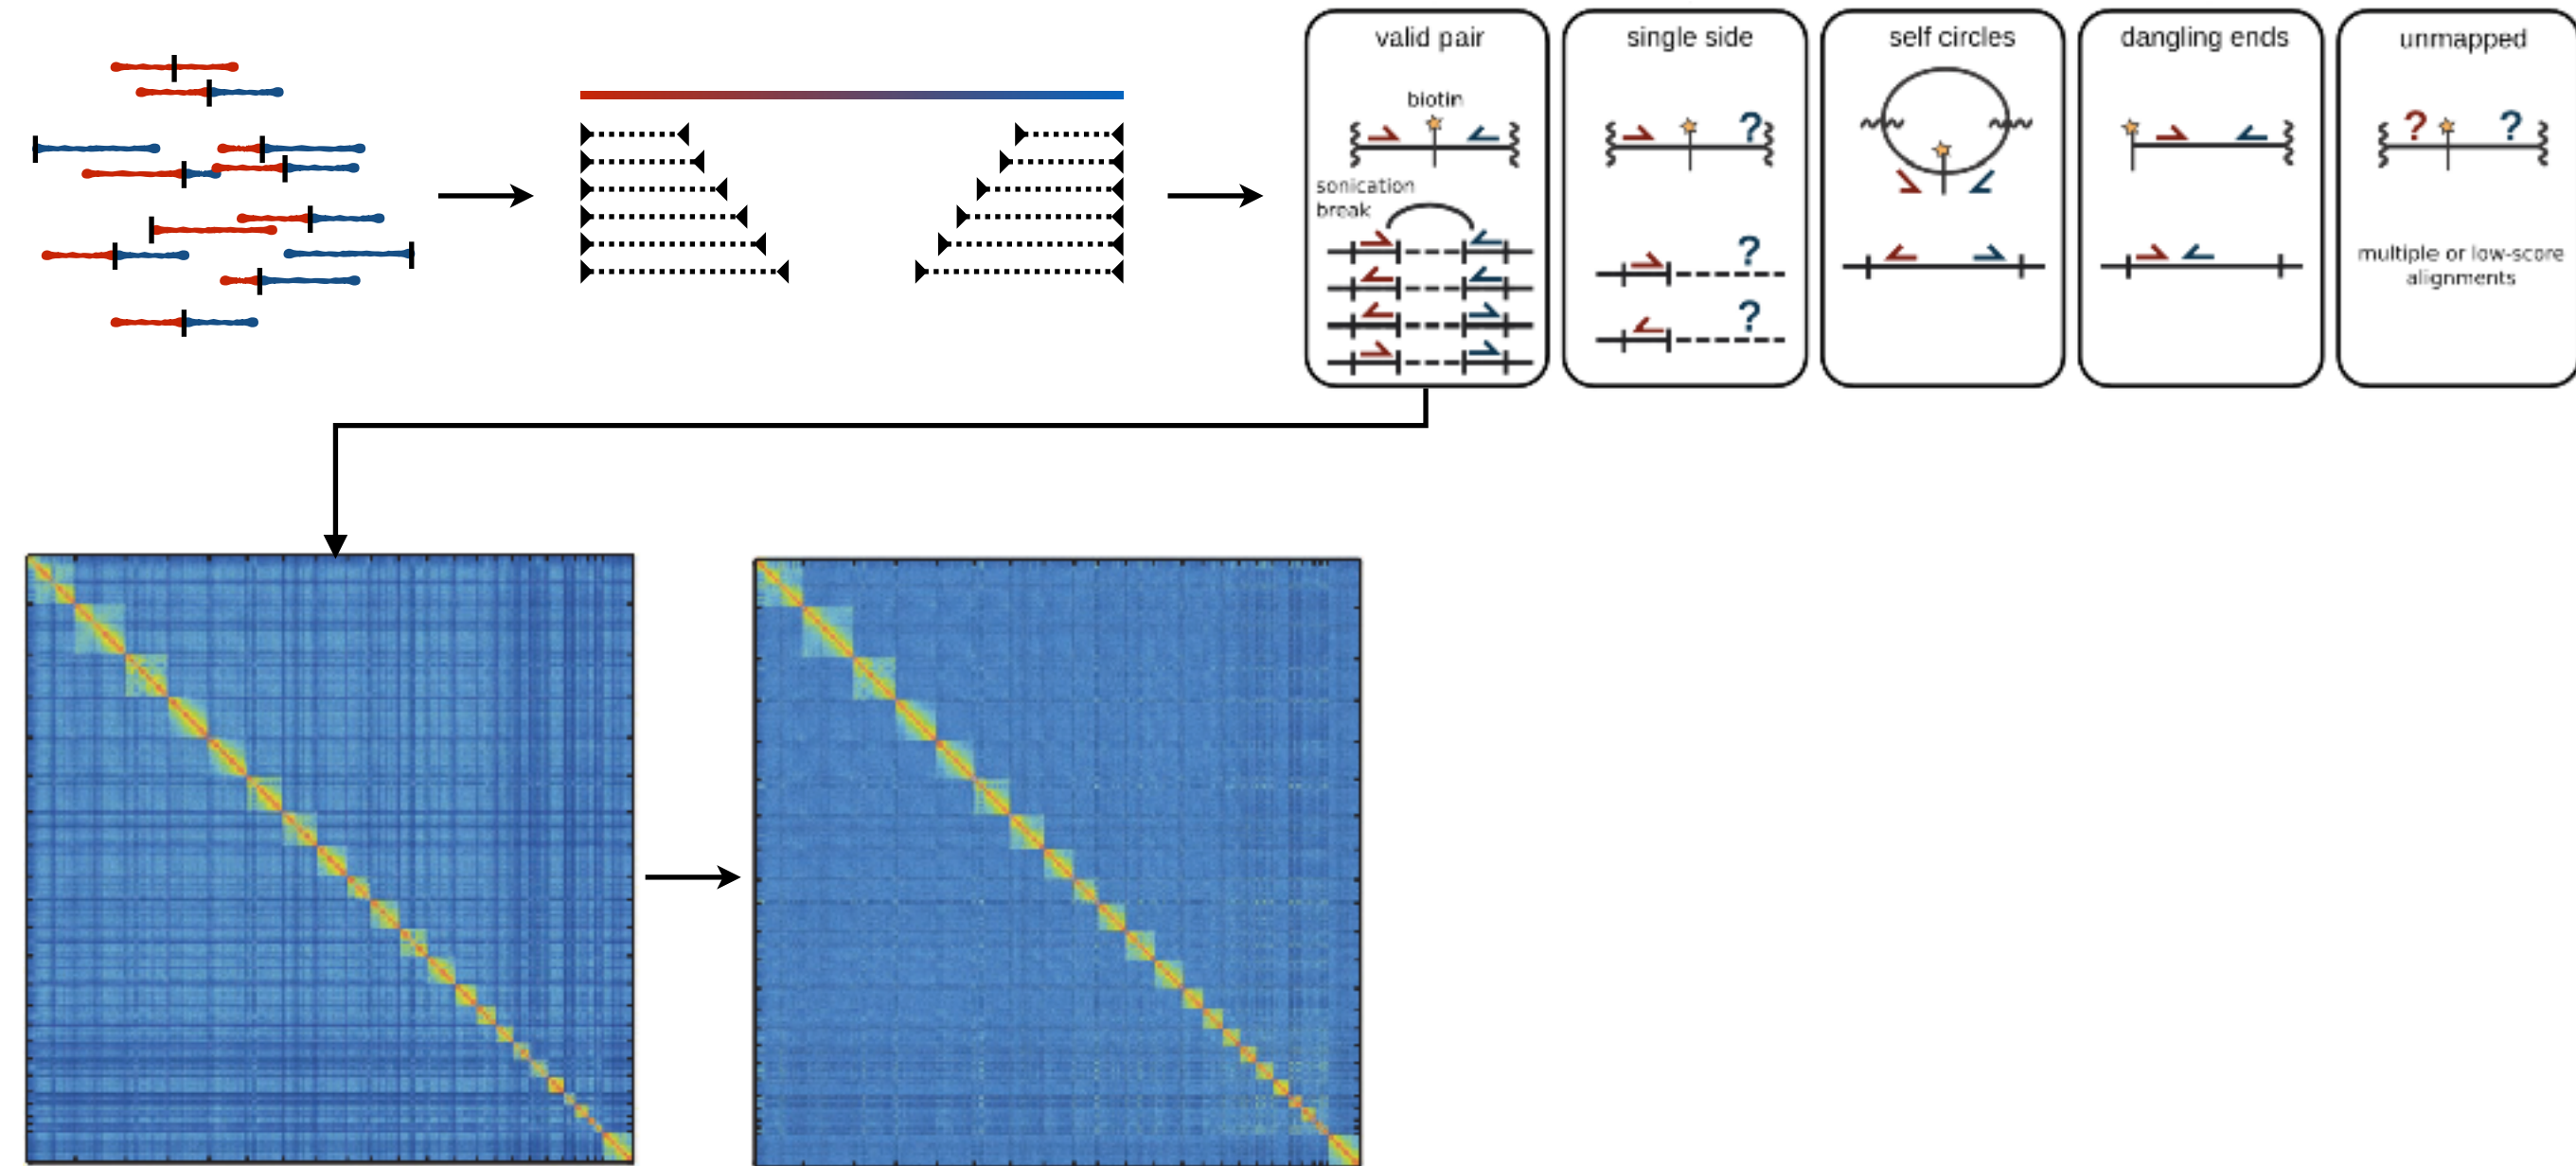 valid pair
biotin
sonication
break
single side
?
?
?
self circles
dangling ends
unmapped
? ?
multiple or low-score
alignments